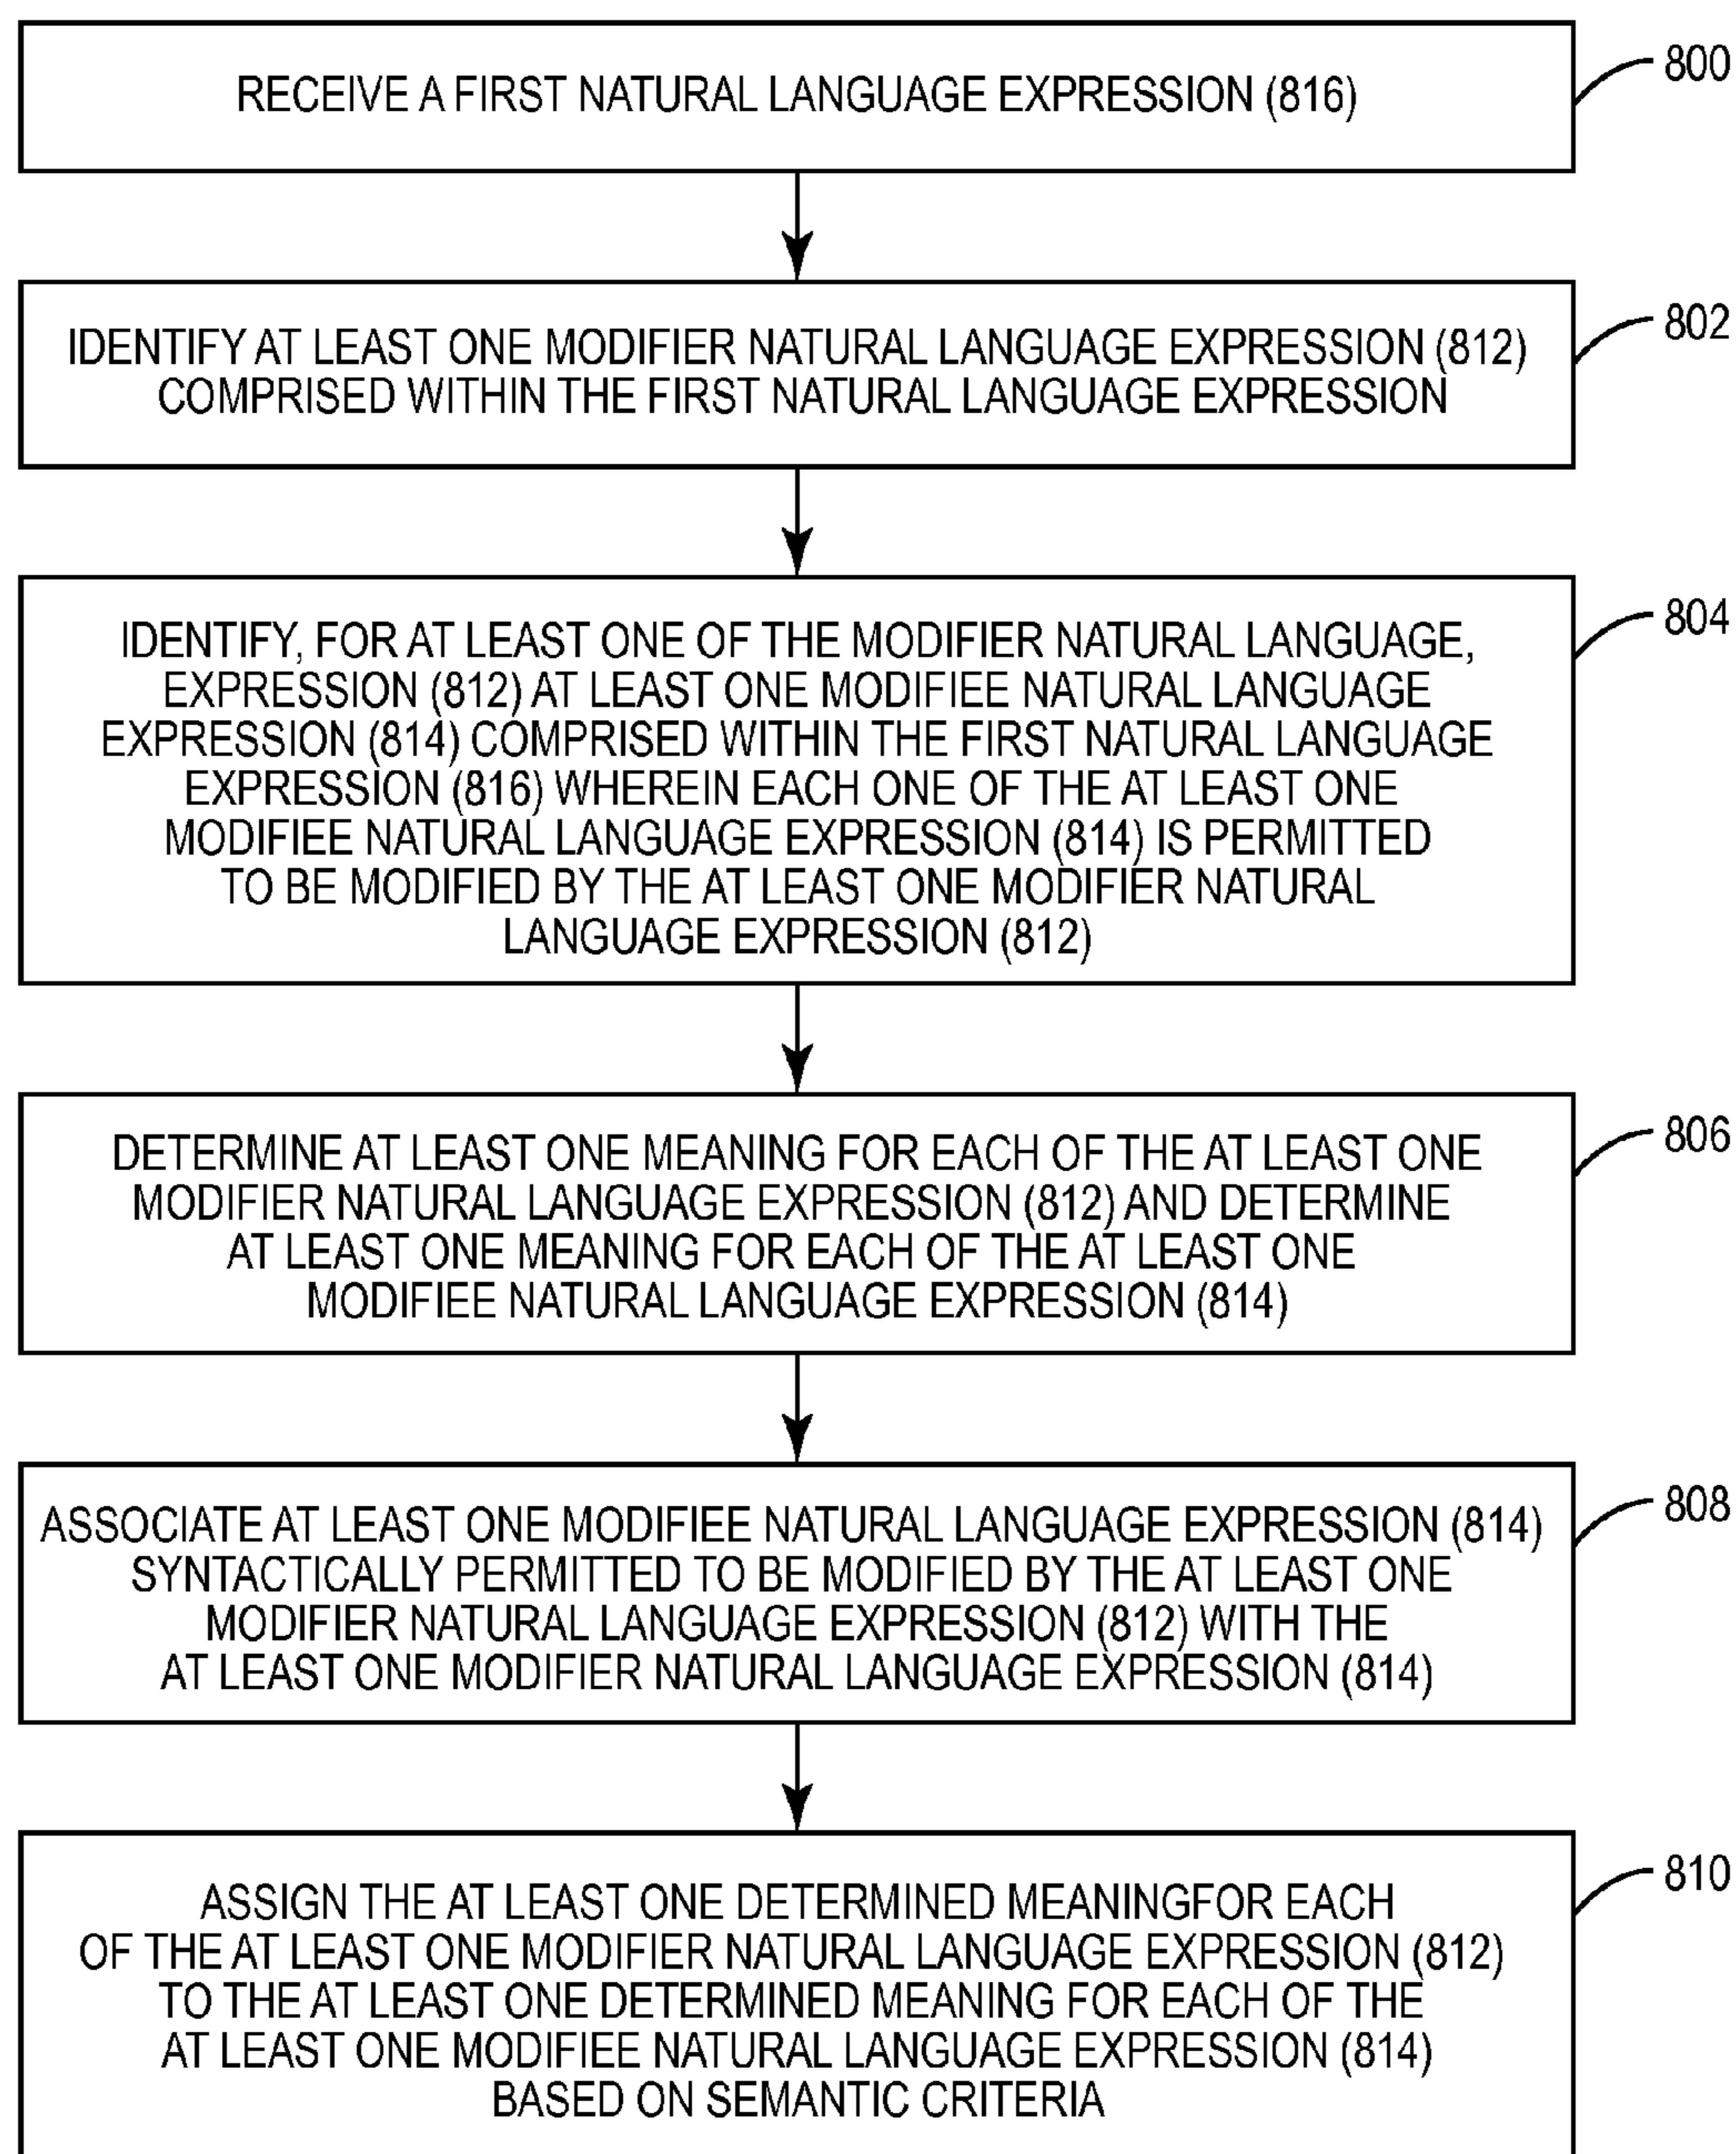 RECEIVE A FIRST NATURAL LANGUAGE EXPRESSION (816)
800
IDENTIFY AT LEAST ONE MODIFIER NATURAL LANGUAGE EXPRESSION (812)
COMPRISED WITHIN THE FIRST NATURAL LANGUAGE EXPRESSION
802
IDENTIFY, FOR AT LEAST ONE OF THE MODIFIER NATURAL LANGUAGE,
EXPRESSION (812) AT LEAST ONE MODIFIEE NATURAL LANGUAGE
EXPRESSION (814) COMPRISED WITHIN THE FIRST NATURAL LANGUAGE
EXPRESSION (816) WHEREIN EACH ONE OF THE AT LEAST ONE
MODIFIEE NATURAL LANGUAGE EXPRESSION (814) IS PERMITTED
TO BE MODIFIED BY THE AT LEAST ONE MODIFIER NATURAL
LANGUAGE EXPRESSION (812)
804
DETERMINE AT LEAST ONE MEANING FOR EACH OF THE AT LEAST ONE
MODIFIER NATURAL LANGUAGE EXPRESSION (812) AND DETERMINE
AT LEAST ONE MEANING FOR EACH OF THE AT LEAST ONE
MODIFIEE NATURAL LANGUAGE EXPRESSION (814)
806
ASSOCIATE AT LEAST ONE MODIFIEE NATURAL LANGUAGE EXPRESSION (814)
SYNTACTICALLY PERMITTED TO BE MODIFIED BY THE AT LEAST ONE
MODIFIER NATURAL LANGUAGE EXPRESSION (812) WITH THE
AT LEAST ONE MODIFIER NATURAL LANGUAGE EXPRESSION (814)
808
ASSIGN THE AT LEAST ONE DETERMINED MEANINGFOR EACH
OF THE AT LEAST ONE MODIFIER NATURAL LANGUAGE EXPRESSION (812)
TO THE AT LEAST ONE DETERMINED MEANING FOR EACH OF THE
AT LEAST ONE MODIFIEE NATURAL LANGUAGE EXPRESSION (814)
BASED ON SEMANTIC CRITERIA
810